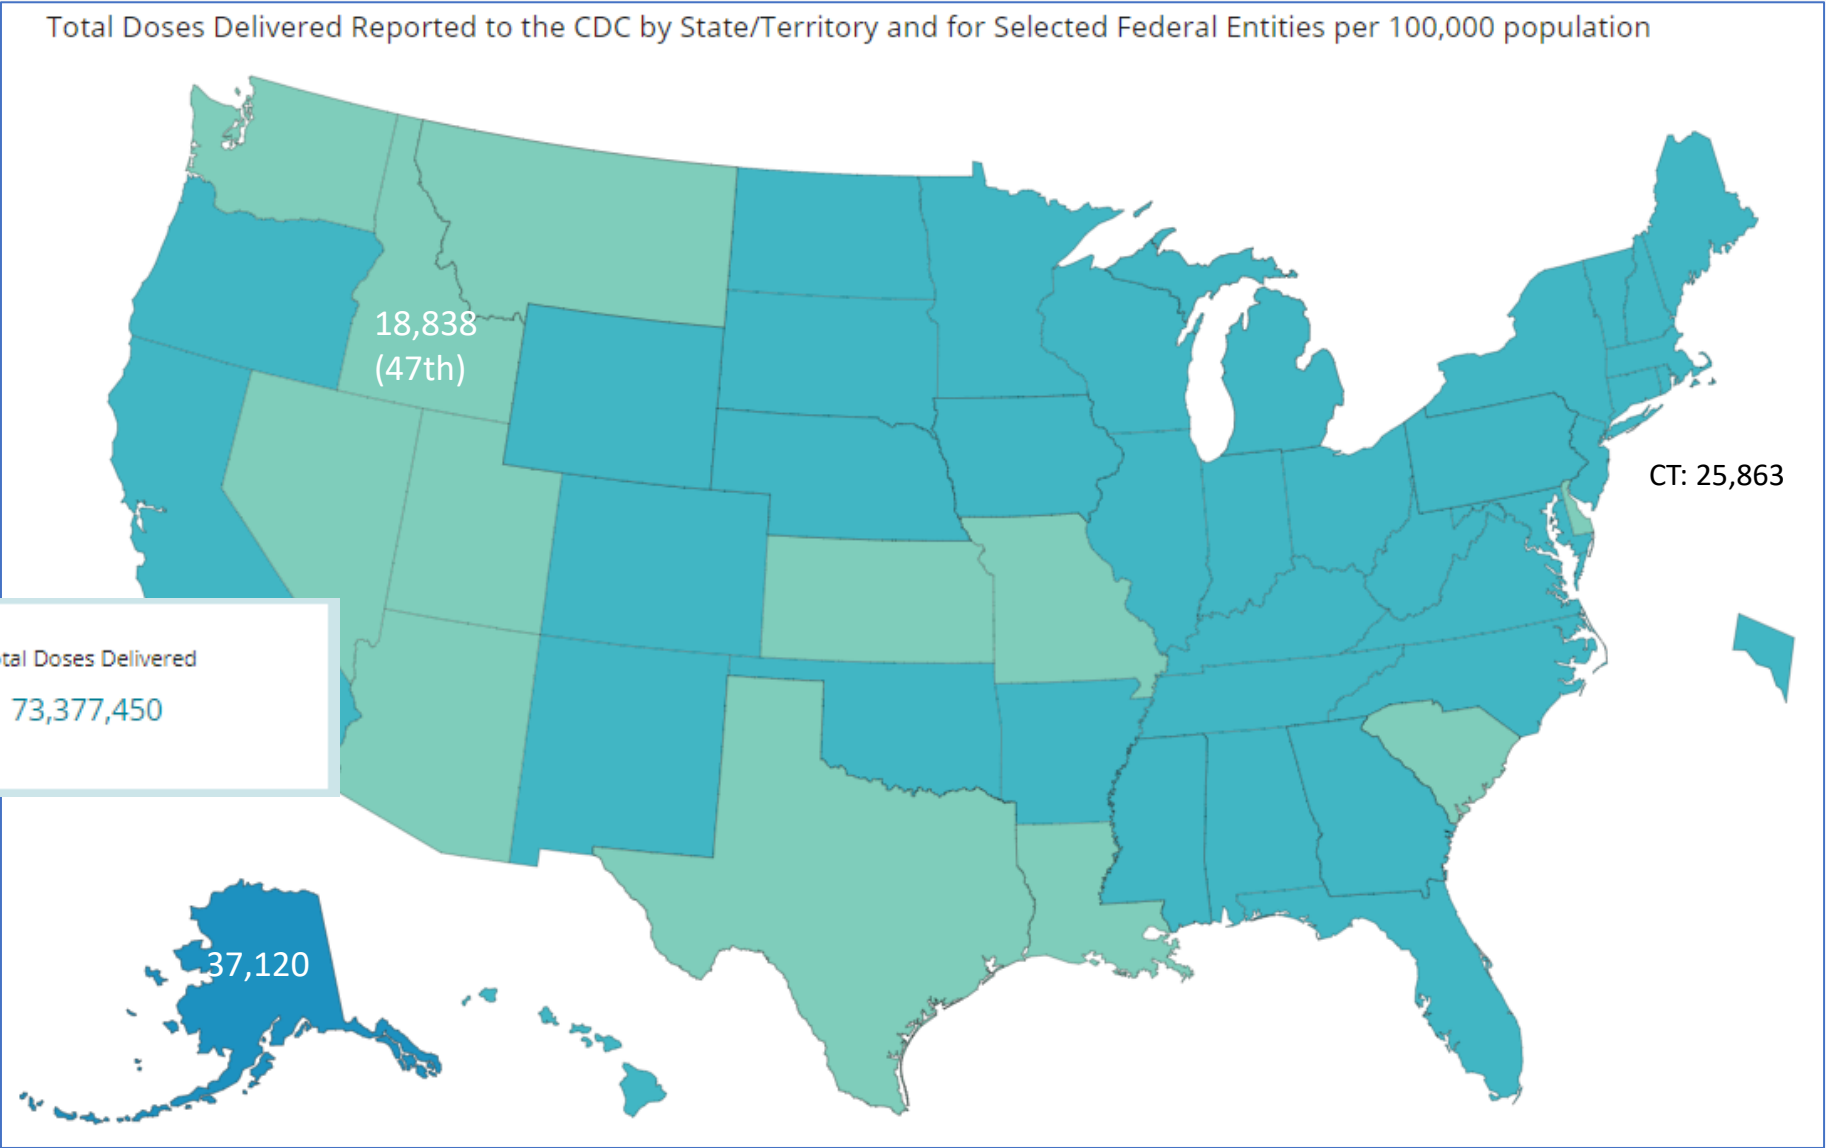 Total Doses Delivered Reported to the CDC by State/Territory and for Selected Federal Entities per 100,000 population
18,838
(47th)
CT: 25,863
Doses Delivered
73,377,450
37,120